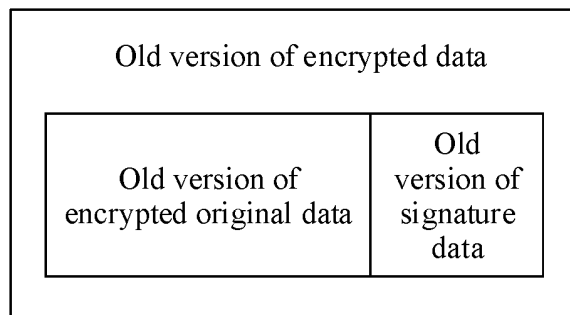 Old version of encrypted data
Old version of
encrypted original data
Old
version of
signature
data